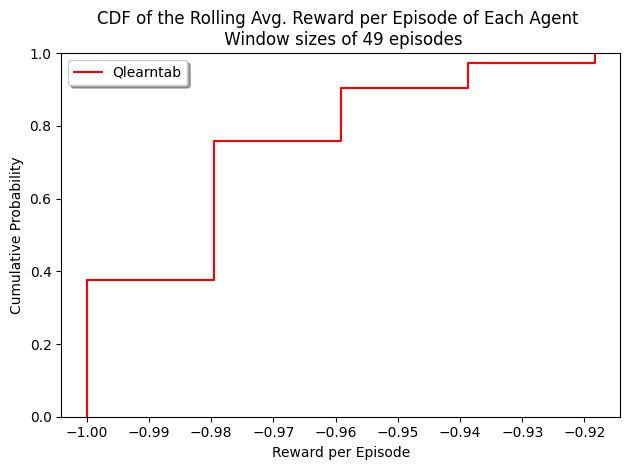 CDF of the Rolling Avg. Reward per Episode of Each Agent
Window sizes of 49 episodes
Qlearntab
Cumulative Probability
1.0
0.8
0.6
0.4
0.2
0.0
−1.00 −0.99 −0.98 −0.97 −0.96 −0.95 −0.94 −0.93 −0.92
Reward per Episode